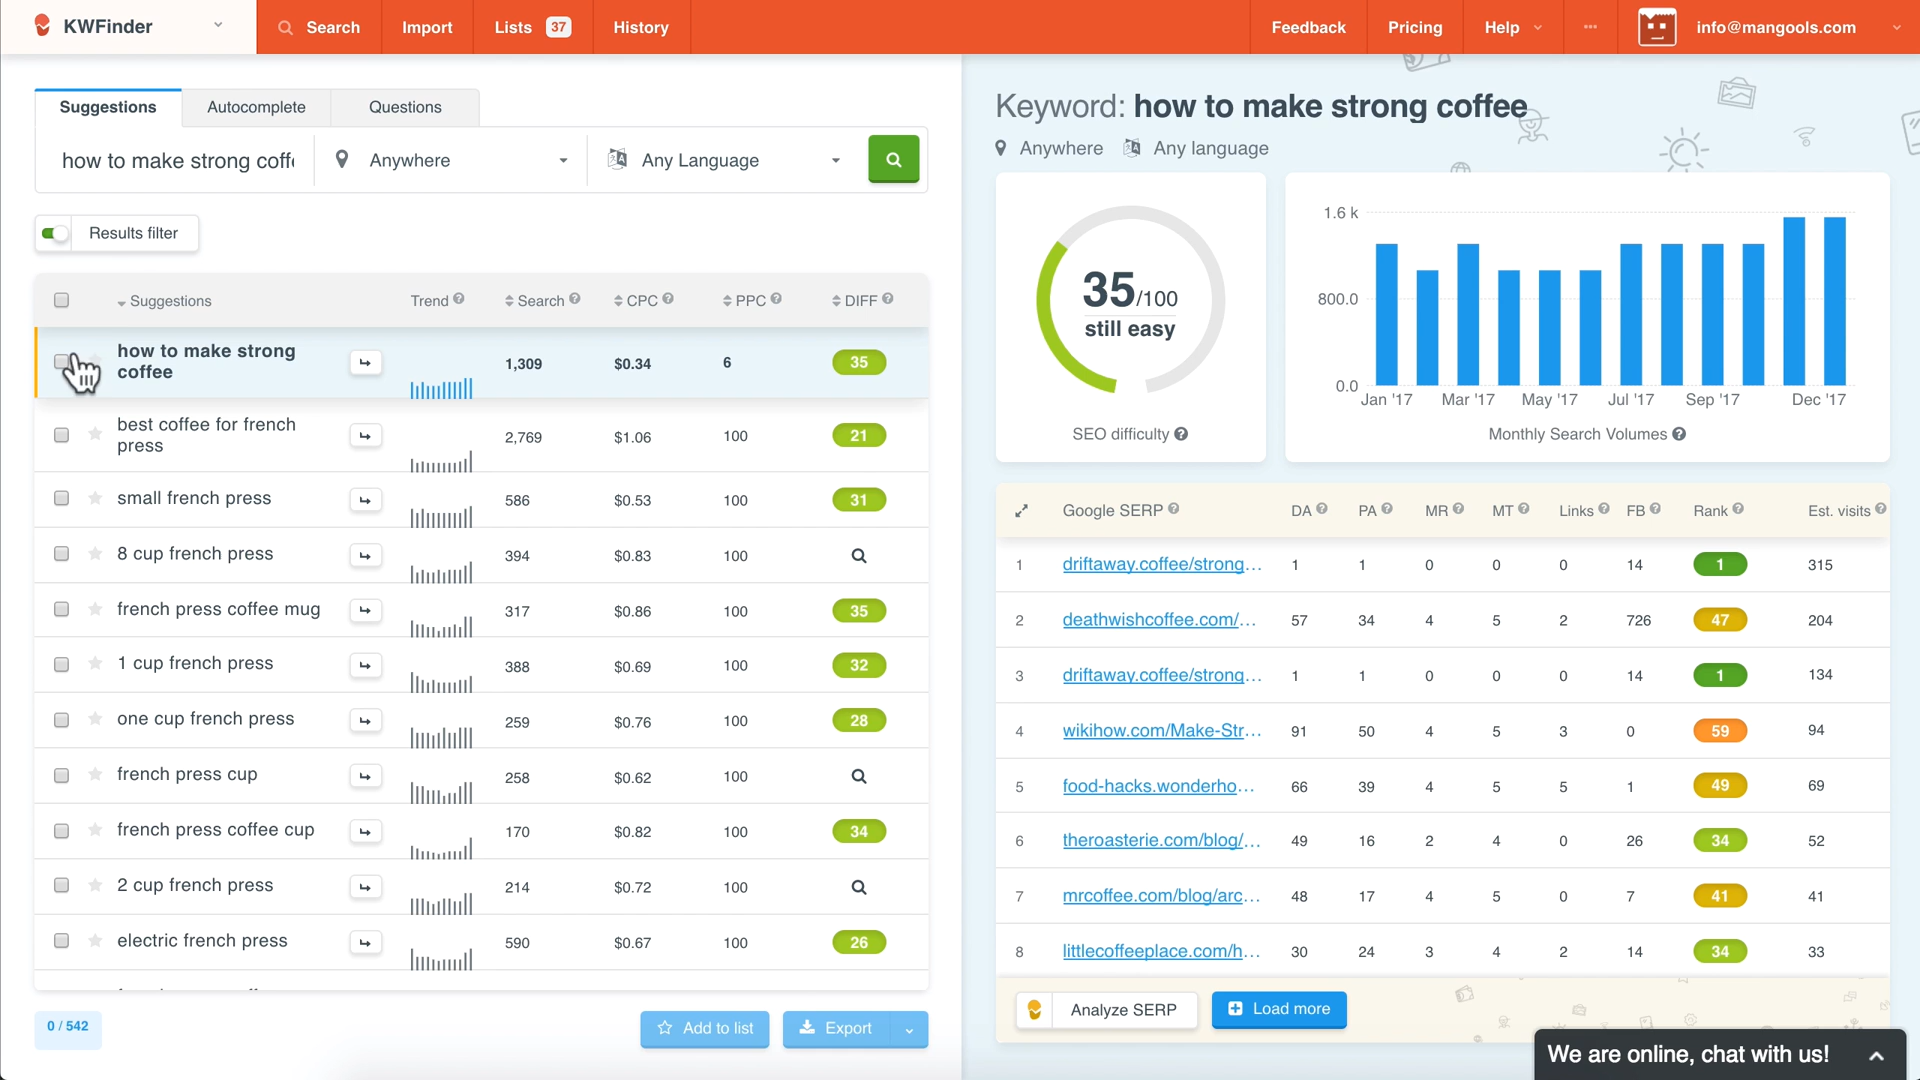 KWFinder
Search
Import
Lists 37
History
Feedback
Pricing
Help
info@mangools.com
Suggestions
Autocomplete
Questions
how to make strong coff
Anywhere
Any Language
Results filter
Suggestions Trend Search CPC PPC DIFF
how to make strong
coffee
1,309 $0.34 6 35
best coffee for french
press
2,769 $1.06 100 21
small french press 586 $0.53 100 31
8 cup french press 394 $0.83 100
french press coffee mug 317 $0.86 100 35
1 cup french press 388 $0.69 100 32
one cup french press 259 $0.76 100 28
french press cup 258 $0.62 100
french press coffee cup 170 $0.82 100 34
2 cup french press 214 $0.72 100
electric french press 590 $0.67 100 26
0 / 542
Add to list
Export
Keyword: how to make strong coffee
Anywhere Any language
35/100
still easy
SEO difficulty
1.6 k
800.0
0.0
Jan '17 Mar '17 May '17 Jul '17 Sep '17 Dec '17
Monthly Search Volumes
Google SERP DA PA MR MT Links FB Rank Est. visits
1 driftaway.coffee/strong... 1 1 0 0 0 14 1 315
2 deathwishcoffee.com/... 57 34 4 5 2 726 47 204
3 driftaway.coffee/strong... 1 1 0 0 0 14 1 134
4 wikihow.com/Make-Str... 91 50 4 5 3 0 59 94
5 food-hacks.wonderho... 66 39 4 5 5 1 49 69
6 theroasterie.com/blog/... 49 16 2 4 0 26 34 52
7 mrcoffee.com/blog/arc... 48 17 4 5 0 7 41 41
8 littlecoffeeplace.com/h... 30 24 3 4 2 14 34 33
Analyze SERP
Load more
We are online, chat with us!